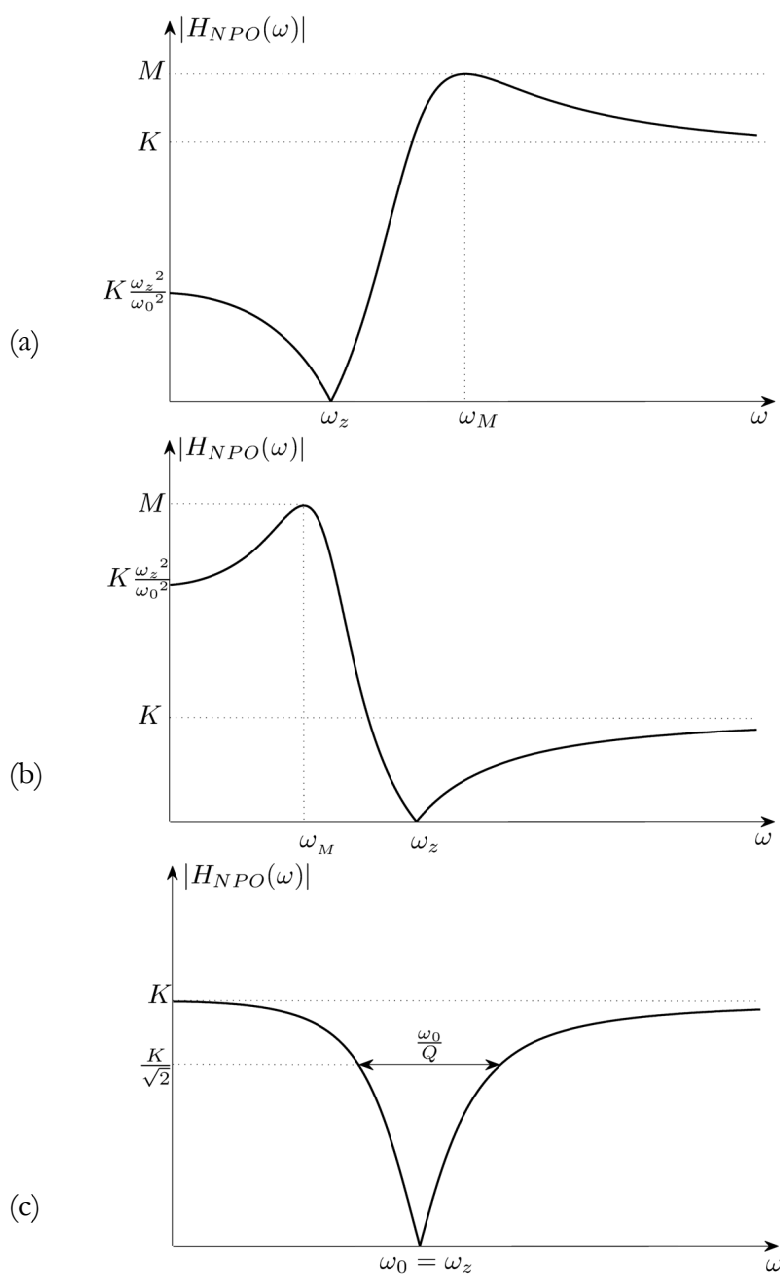 |H_{NPO}(ω)|
M
K
K ω_z²/ω_0²
(a)
ω_z ω_M ω
|H_{NPO}(ω)|
M
K ω_z²/ω_0²
K
(b)
ω_M ω_z ω
|H_{NPO}(ω)|
K
ω_0/Q
K/√2
(c)
ω_0 = ω_z ω